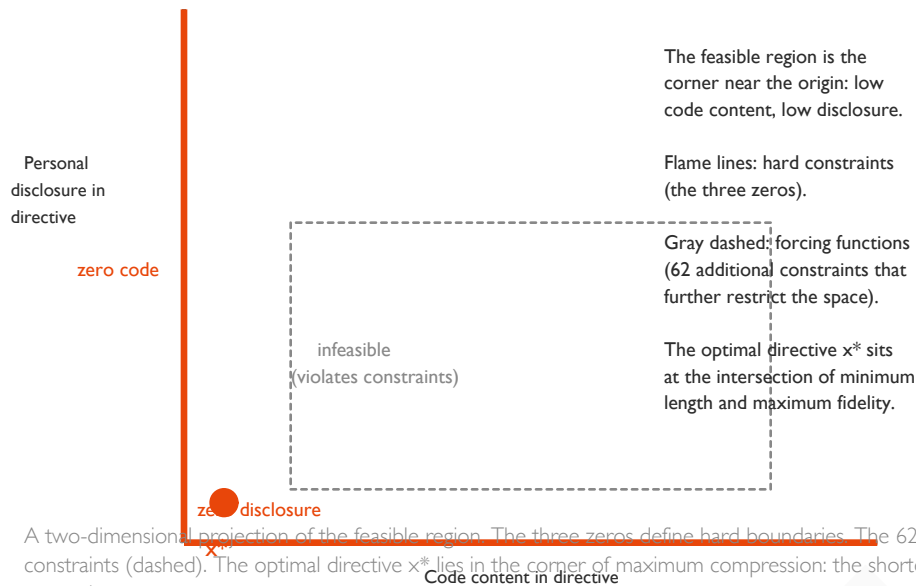 The feasible region is the
corner near the origin: low
code content, low disclosure.
Personal
disclosure in
directive
Flame lines: hard constraints
(the three zeros).
Gray dashed: forcing functions
(62 additional constraints that
further restrict the space).
zero code
infeasible
(violates constraints)
The optimal directive x* sits
at the intersection of minimum
length and maximum fidelity.
zero disclosure
x*
A two-dimensional projection of the feasible region. The three zeros define hard boundaries. The 62
constraints (dashed). The optimal directive x* lies in the corner of maximum compression: the
Code content in directive